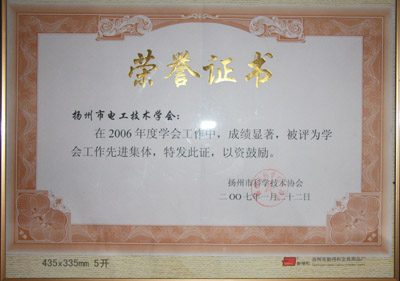 荣誉证书
扬州市电工技术学会：
在2006年度学会工作中，成绩显著，被评为学
会工作先进集体，特发此证，以资鼓励。
扬州市科学技术协会
二〇〇七年一月二十二日
435x335mm 5开